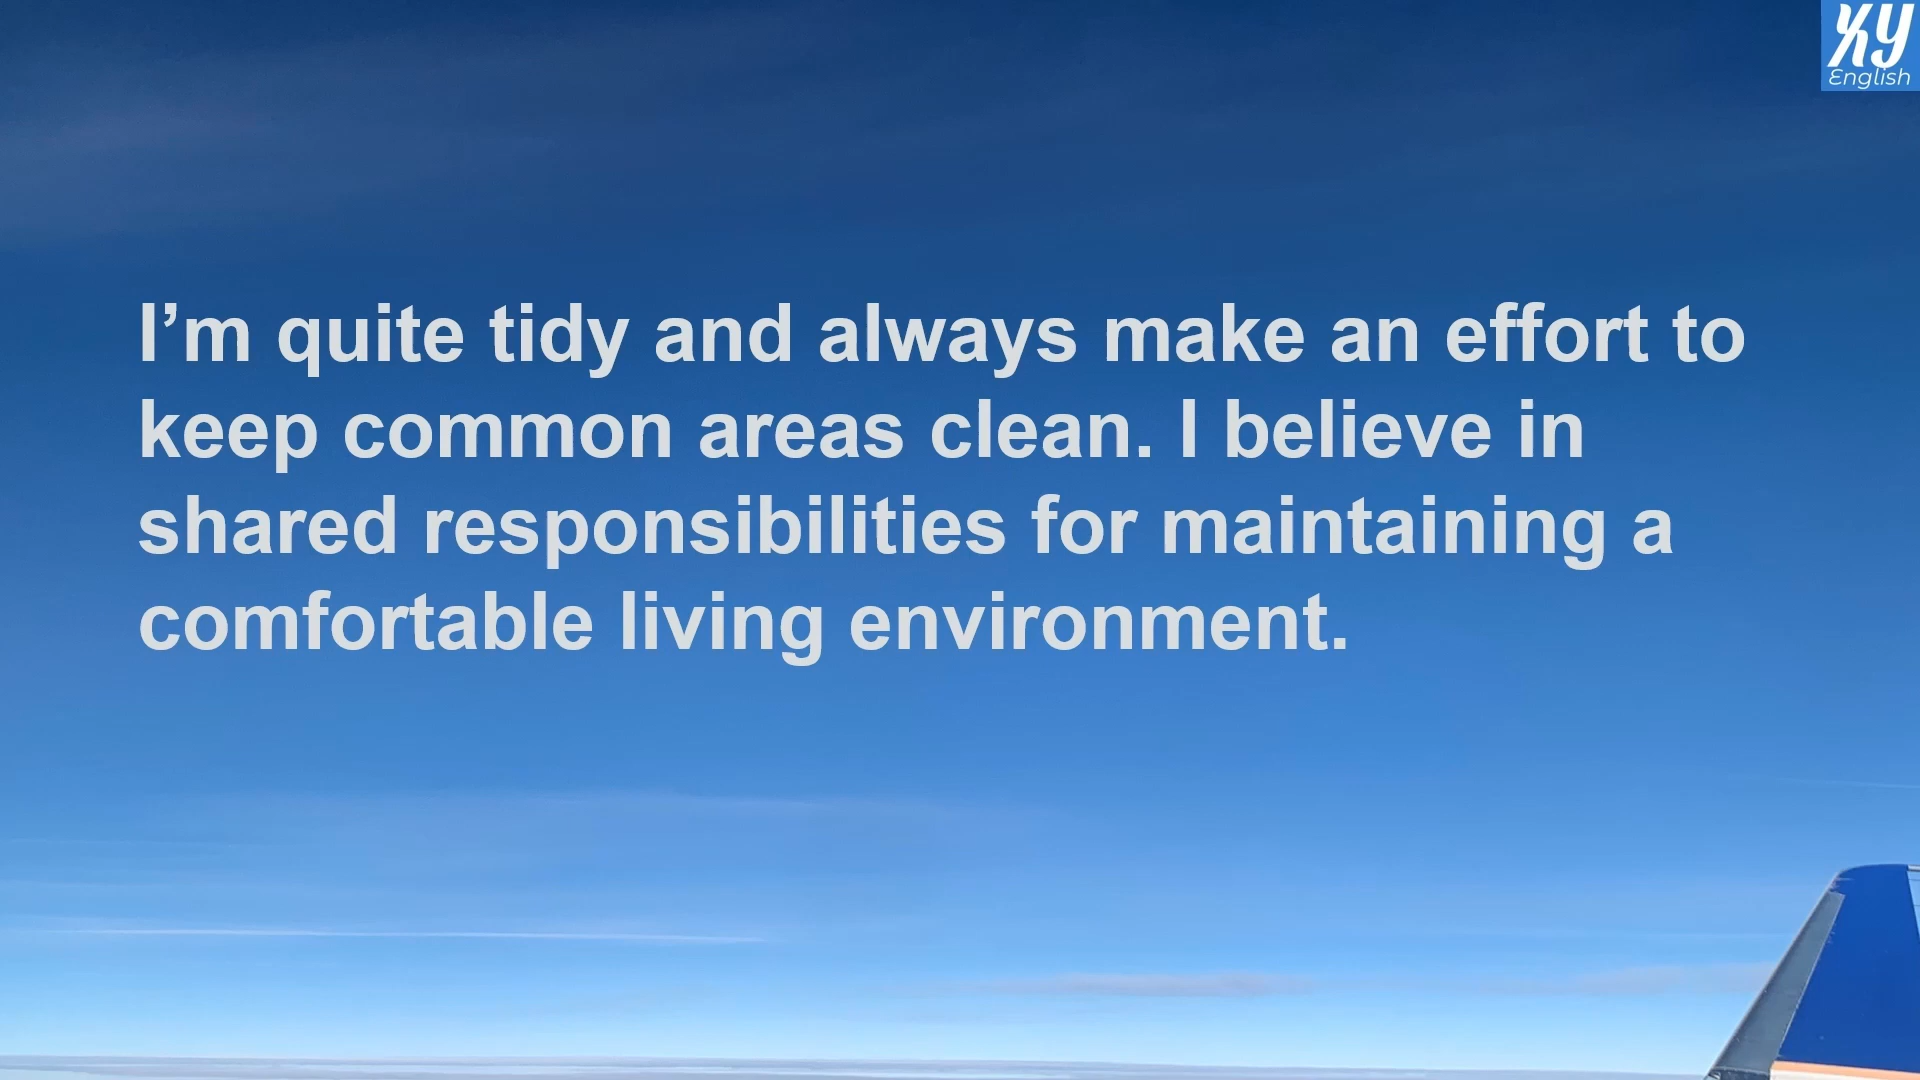 XY
English
I’m quite tidy and always make an effort to
keep common areas clean. I believe in
shared responsibilities for maintaining a
comfortable living environment.